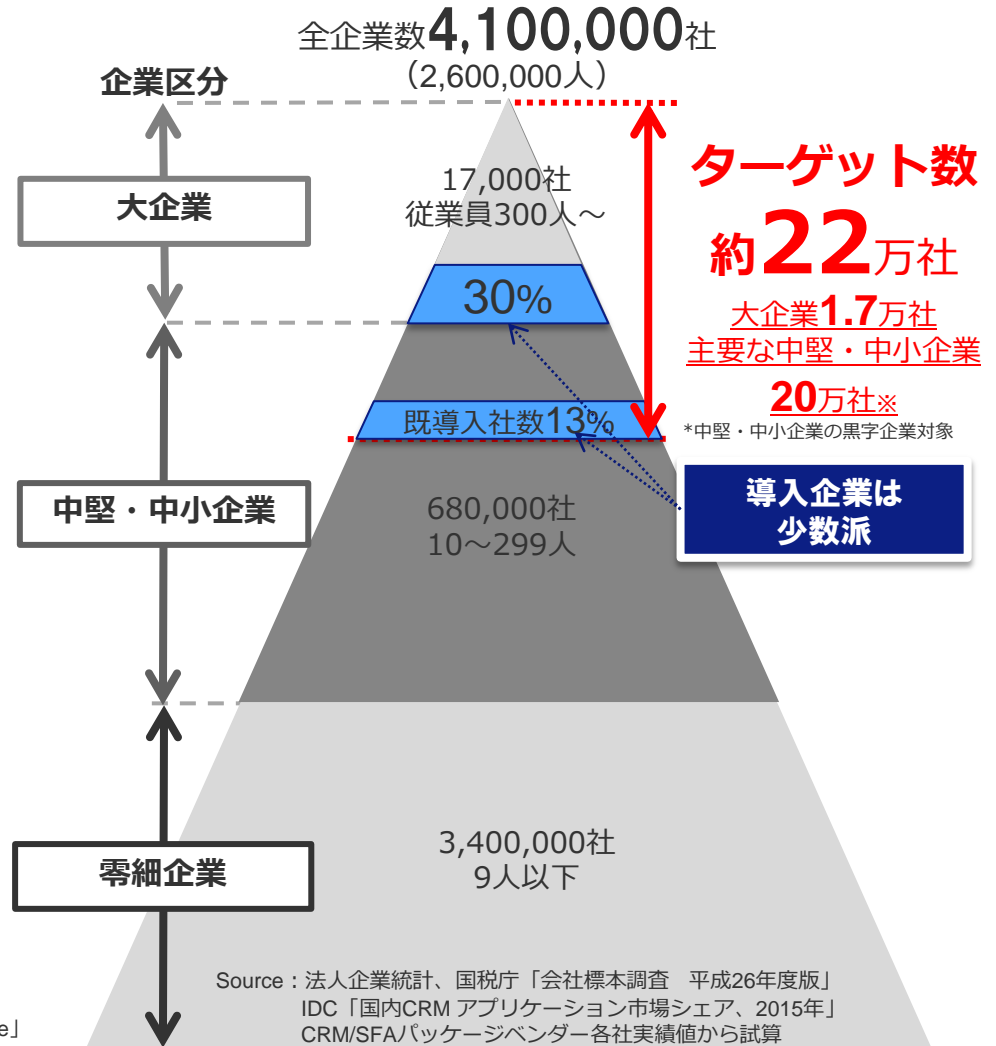 全企業数4,100,000社
（2,600,000人）
企業区分
大企業
17,000社
従業員300人～
30%
既導入社数13%
中堅・中小企業
680,000社
10～299人
零細企業
3,400,000社
9人以下
ターゲット数
約22万社
大企業1.7万社
主要な中堅・中小企業
20万社※
*中堅・中小企業の黒字企業対象
導入企業は
少数派
Source：法人企業統計、国税庁「会社標本調査　平成26年度版」
IDC「国内CRM アプリケーション市場シェア、2015年」
CRM/SFAパッケージベンダー各社実績値から試算
e」